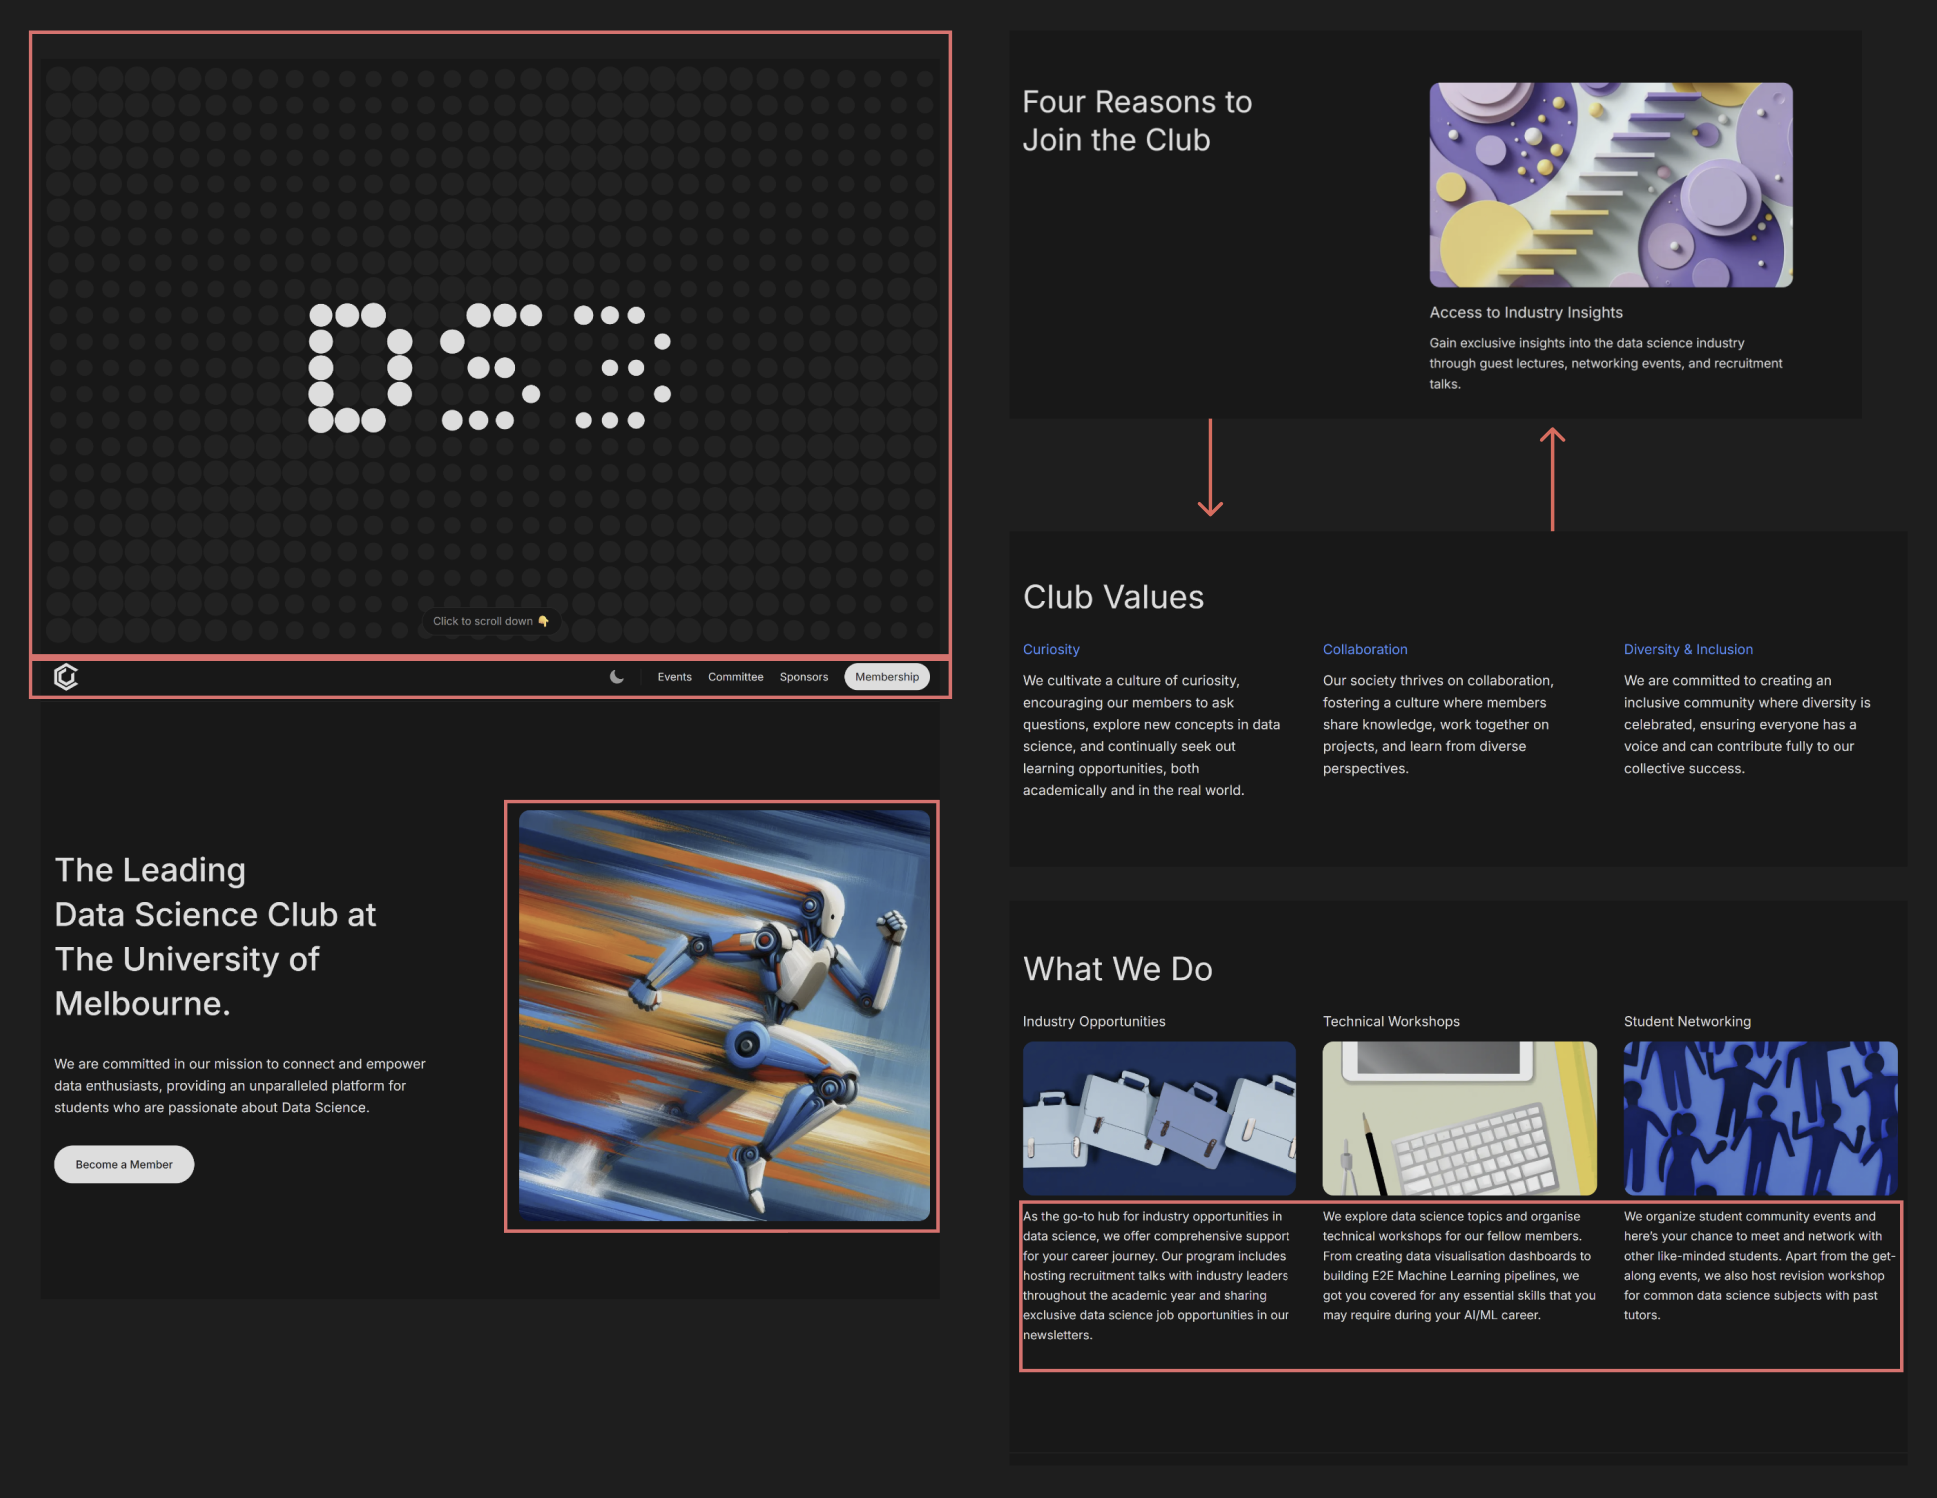 DS3
Click to scroll down 👇
Events
Committee
Sponsors
Membership
The Leading
Data Science Club at
The University of
Melbourne.
We are committed in our mission to connect and empower
data enthusiasts, providing an unparalleled platform for
students who are passionate about Data Science.
Become a Member
Four Reasons to
Join the Club
Access to Industry Insights
Gain exclusive insights into the data science industry
through guest lectures, networking events, and recruitment
talks.
Club Values
Curiosity
We cultivate a culture of curiosity,
encouraging our members to ask
questions, explore new concepts in data
science, and continually seek out
learning opportunities, both
academically and in the real world.
Collaboration
Our society thrives on collaboration,
fostering a culture where members
share knowledge, work together on
projects, and learn from diverse
perspectives.
Diversity & Inclusion
We are committed to creating an
inclusive community where diversity is
celebrated, ensuring everyone has a
voice and can contribute fully to our
collective success.
What We Do
Industry Opportunities
As the go-to hub for industry opportunities in
data science, we offer comprehensive support
for your career journey. Our program includes
hosting recruitment talks with industry leaders
throughout the academic year and sharing
exclusive data science job opportunities in our
newsletters.
Technical Workshops
We explore data science topics and organise
technical workshops for our fellow members.
From creating data visualisation dashboards to
building E2E Machine Learning pipelines, we
got you covered for any essential skills that you
may require during your AI/ML career.
Student Networking
We organize student community events and
here's your chance to meet and network with
other like-minded students. Apart from the get-
along events, we also host revision workshop
for common data science subjects with past
tutors.